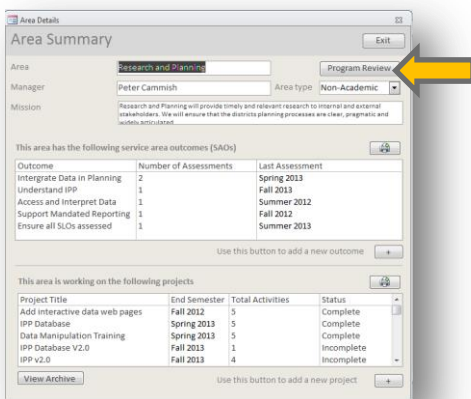 Area Details
Area Summary
Exit
Area Research and Planning Program Review
Manager Peter Cammish Area type Non-Academic
Mission Research and Planning will provide timely and relevant research to internal and external
stakeholders. We will ensure that the districts planning processes are clear, pragmatic and
widely articulated
This area has the following service area outcomes (SAOs)
Outcome Number of Assessments Last Assessment
Intergrate Data in Planning 2 Spring 2013
Understand IPP 1 Fall 2013
Access and Interpret Data 1 Summer 2012
Support Mandated Reporting 1 Fall 2012
Ensure all SLOs assessed 1 Summer 2013
Use this button to add a new outcome +
This area is working on the following projects
Project Title End Semester Total Activities Status
Add interactive data web pages Fall 2012 5 Complete
IPP Database Spring 2013 5 Complete
Data Manipulation Training Spring 2013 5 Complete
IPP Database V2.0 Fall 2013 1 Incomplete
IPP v2.0 Fall 2013 4 Incomplete
View Archive Use this button to add a new project +